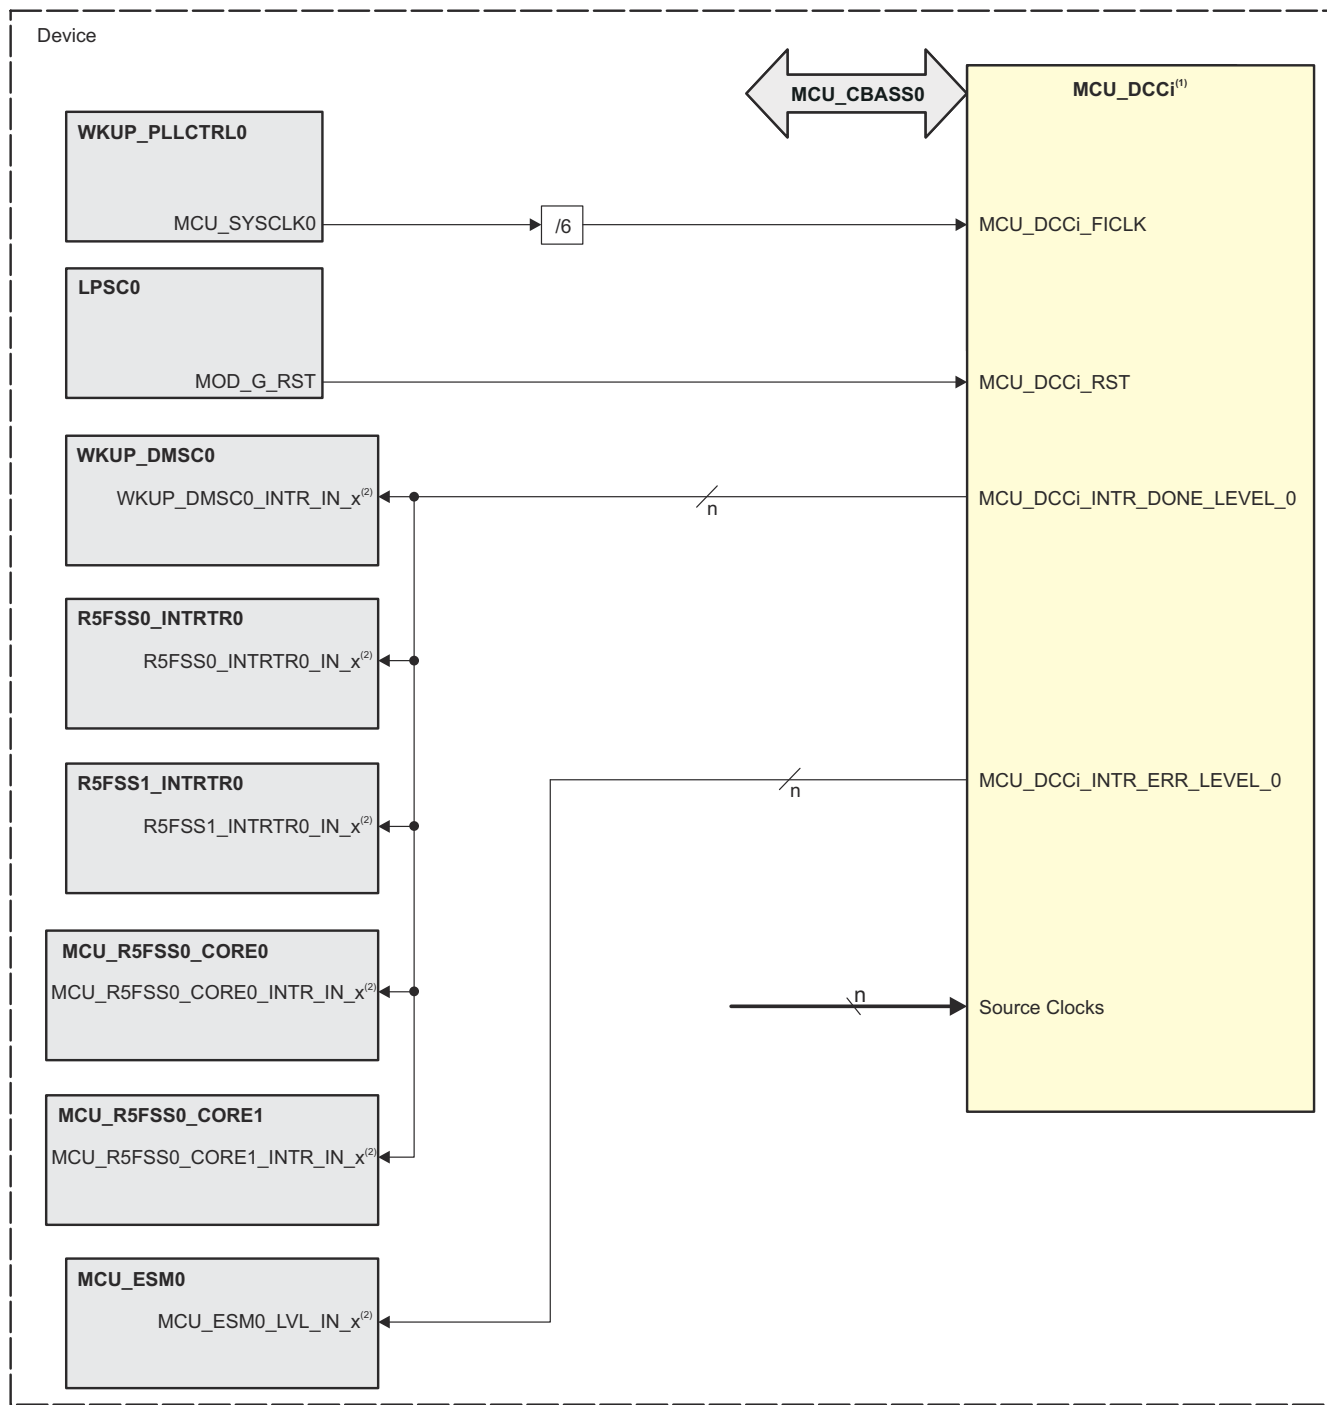 Device
MCU_CBASS0
MCU_DCCi(1)
WKUP_PLLCTRL0
MCU_SYSCLK0
/6
MCU_DCCi_FICLK
LPSC0
MOD_G_RST
MCU_DCCi_RST
WKUP_DMSC0
WKUP_DMSC0_INTR_IN_x(2)
n
MCU_DCCi_INTR_DONE_LEVEL_0
R5FSS0_INTRTR0
R5FSS0_INTRTR0_IN_x(2)
R5FSS1_INTRTR0
R5FSS1_INTRTR0_IN_x(2)
n
MCU_DCCi_INTR_ERR_LEVEL_0
MCU_R5FSS0_CORE0
MCU_R5FSS0_CORE0_INTR_IN_x(2)
n
Source Clocks
MCU_R5FSS0_CORE1
MCU_R5FSS0_CORE1_INTR_IN_x(2)
MCU_ESM0
MCU_ESM0_LVL_IN_x(2)